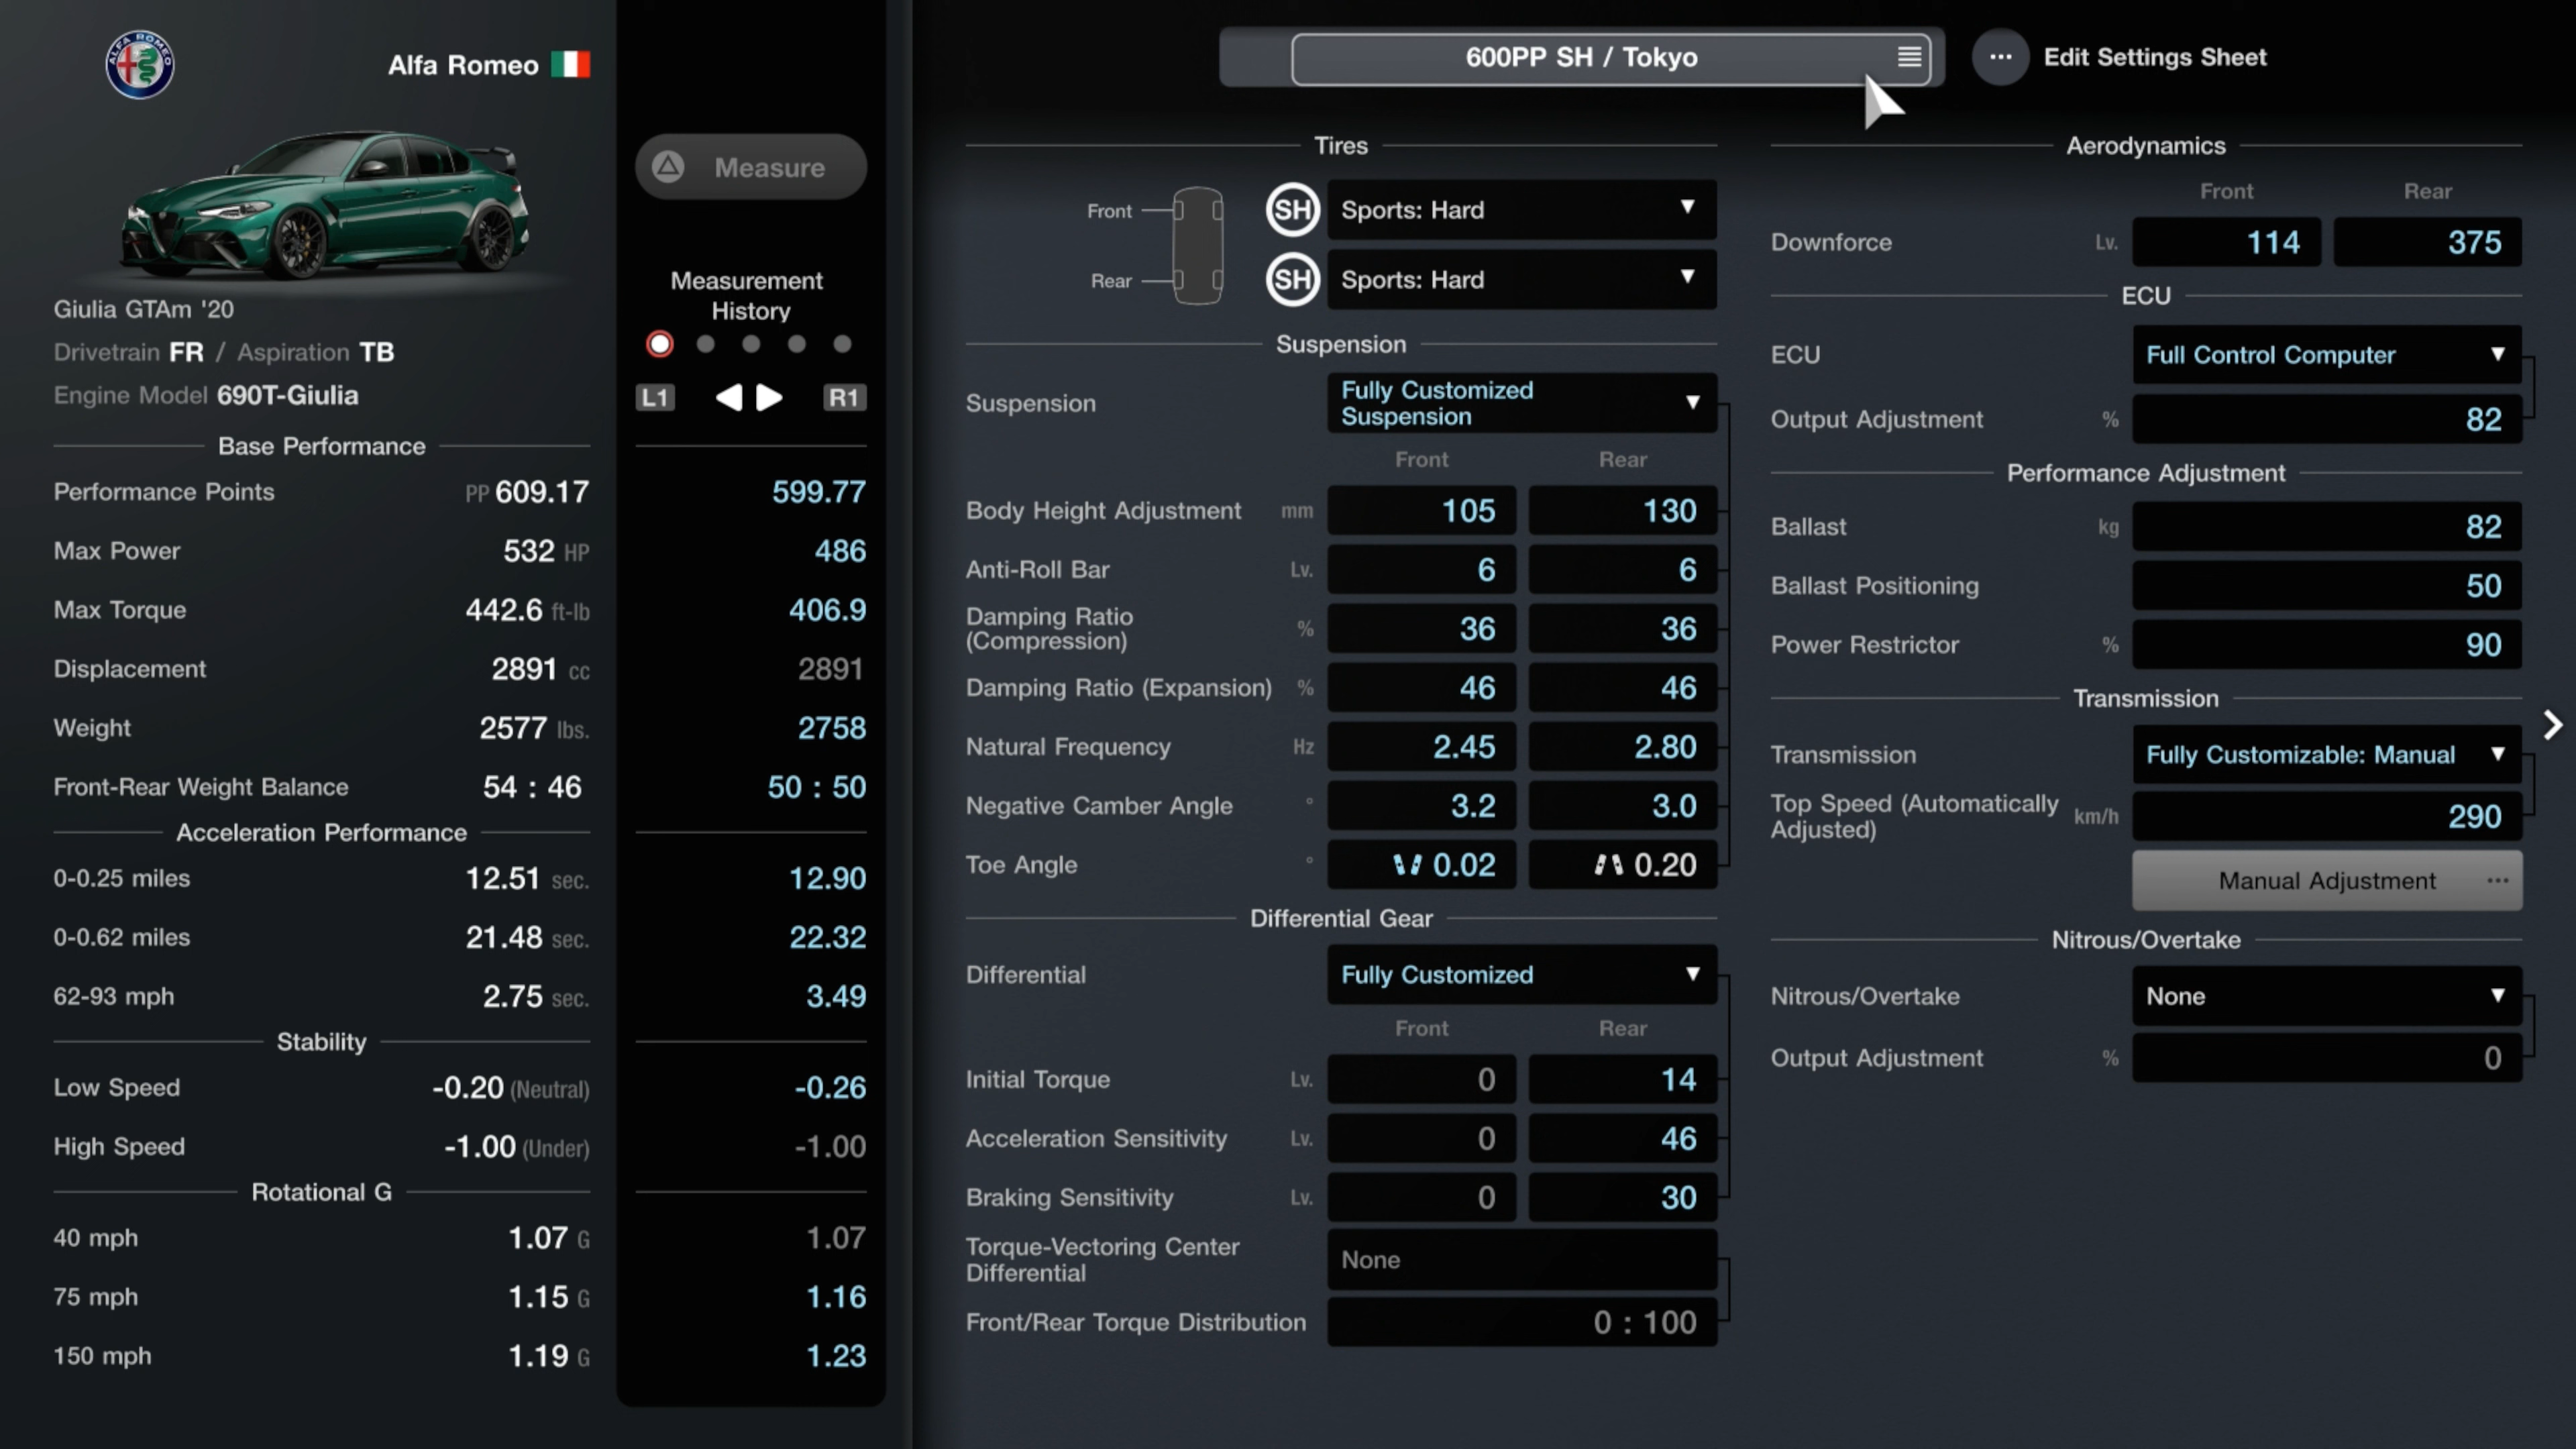 Alfa Romeo
Giulia GTAm '20
Drivetrain FR / Aspiration TB
Engine Model 690T-Giulia
Base Performance
Performance Points PP 609.17 599.77
Max Power 532 HP 486
Max Torque 442.6 ft-lb 406.9
Displacement 2891 cc 2891
Weight 2577 lbs. 2758
Front-Rear Weight Balance 54 : 46 50 : 50
Acceleration Performance
0-0.25 miles 12.51 sec. 12.90
0-0.62 miles 21.48 sec. 22.32
62-93 mph 2.75 sec. 3.49
Stability
Low Speed -0.20 (Neutral) -0.26
High Speed -1.00 (Under) -1.00
Rotational G
40 mph 1.07 G 1.07
75 mph 1.15 G 1.16
150 mph 1.19 G 1.23
Measure
Measurement
History
L1 R1
600PP SH / Tokyo
Edit Settings Sheet
Tires
Front SH Sports: Hard
Rear SH Sports: Hard
Suspension
Suspension Fully Customized
Suspension
Front Rear
Body Height Adjustment mm 105 130
Anti-Roll Bar Lv. 6 6
Damping Ratio
(Compression) % 36 36
Damping Ratio (Expansion) % 46 46
Natural Frequency Hz 2.45 2.80
Negative Camber Angle ° 3.2 3.0
Toe Angle ° 0.02 0.20
Differential Gear
Differential Fully Customized
Front Rear
Initial Torque Lv. 0 14
Acceleration Sensitivity Lv. 0 46
Braking Sensitivity Lv. 0 30
Torque-Vectoring Center
Differential None
Front/Rear Torque Distribution 0 : 100
Aerodynamics
Front Rear
Downforce Lv. 114 375
ECU
ECU Full Control Computer
Output Adjustment % 82
Performance Adjustment
Ballast kg 82
Ballast Positioning 50
Power Restrictor % 90
Transmission
Transmission Fully Customizable: Manual
Top Speed (Automatically
Adjusted) km/h 290
Manual Adjustment ...
Nitrous/Overtake
Nitrous/Overtake None
Output Adjustment % 0